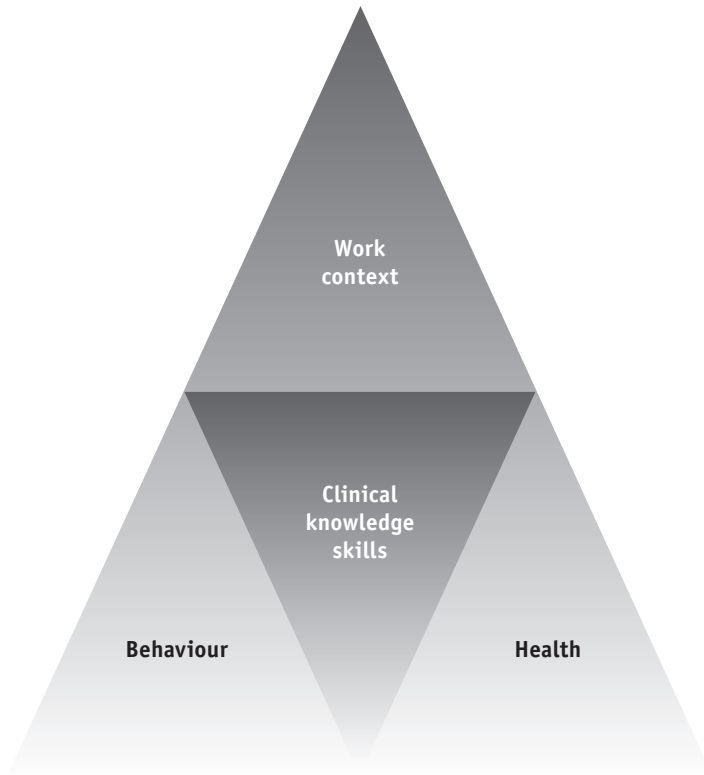 Work
context
Clinical
knowledge
skills
Behaviour
Health